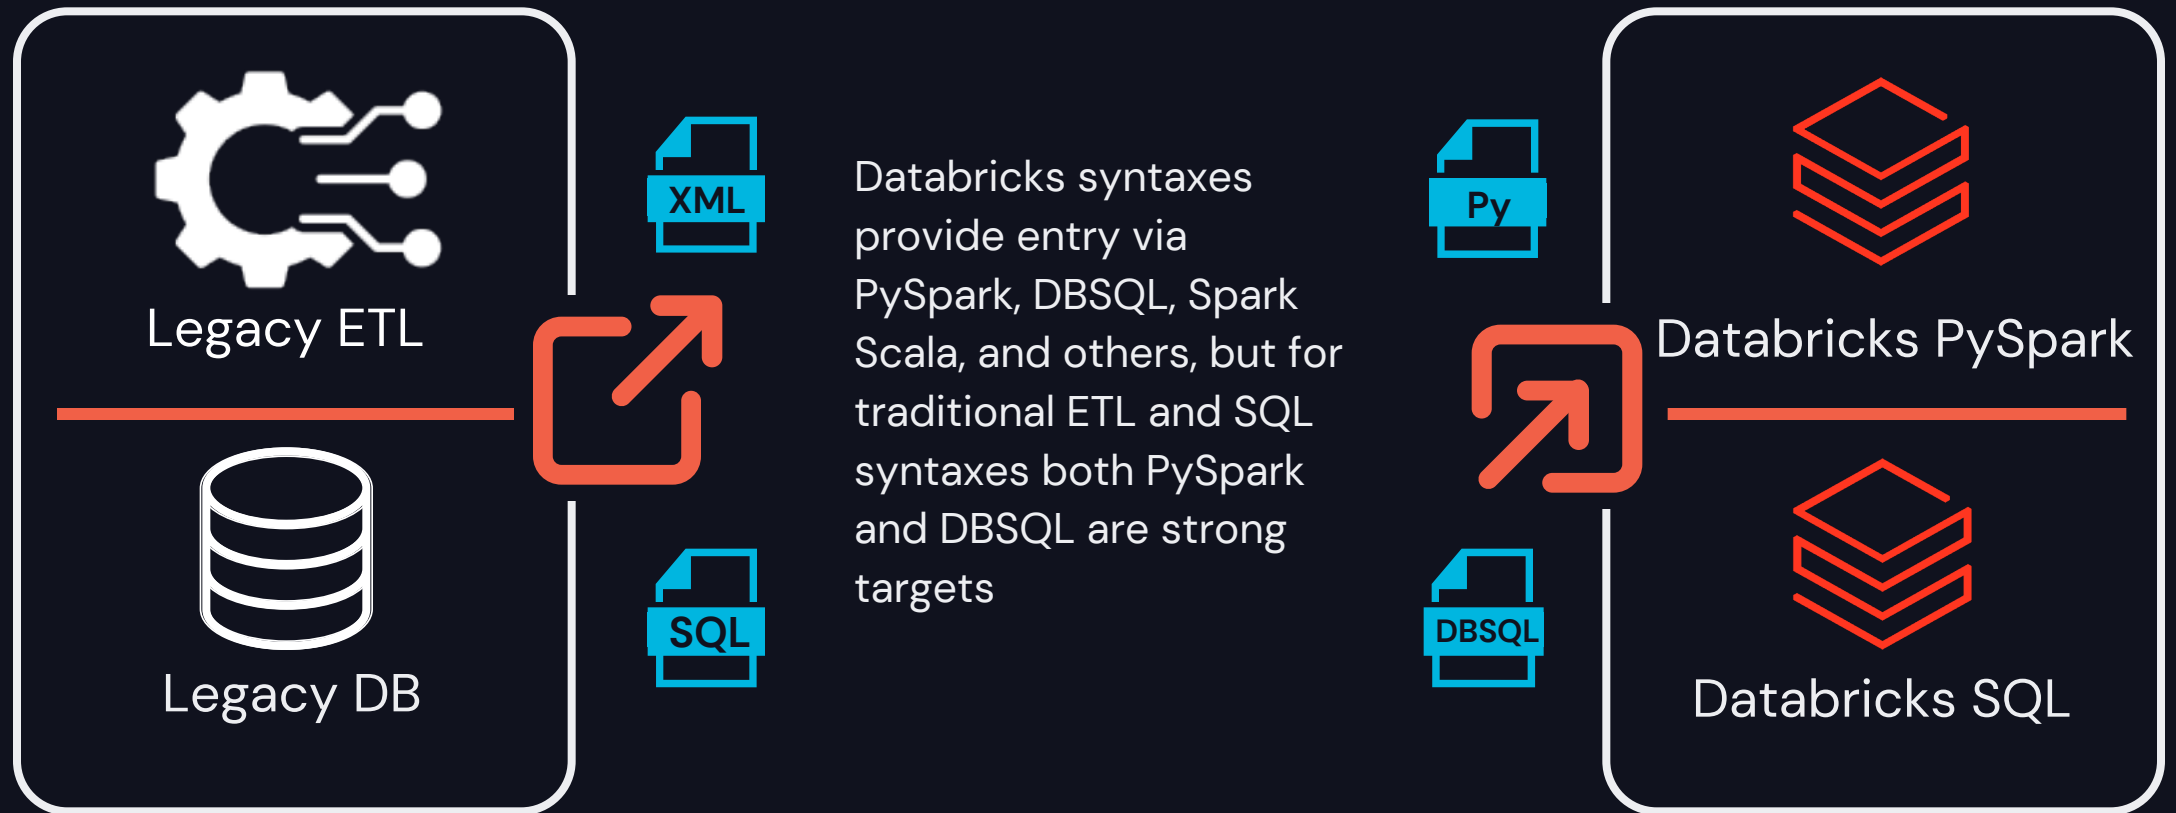 Legacy ETL
Legacy DB
XML
SQL
Databricks syntaxes
provide entry via
PySpark, DBSQL, Spark
Scala, and others, but for
traditional ETL and SQL
syntaxes both PySpark
and DBSQL are strong
targets
Py
DBSQL
Databricks PySpark
Databricks SQL